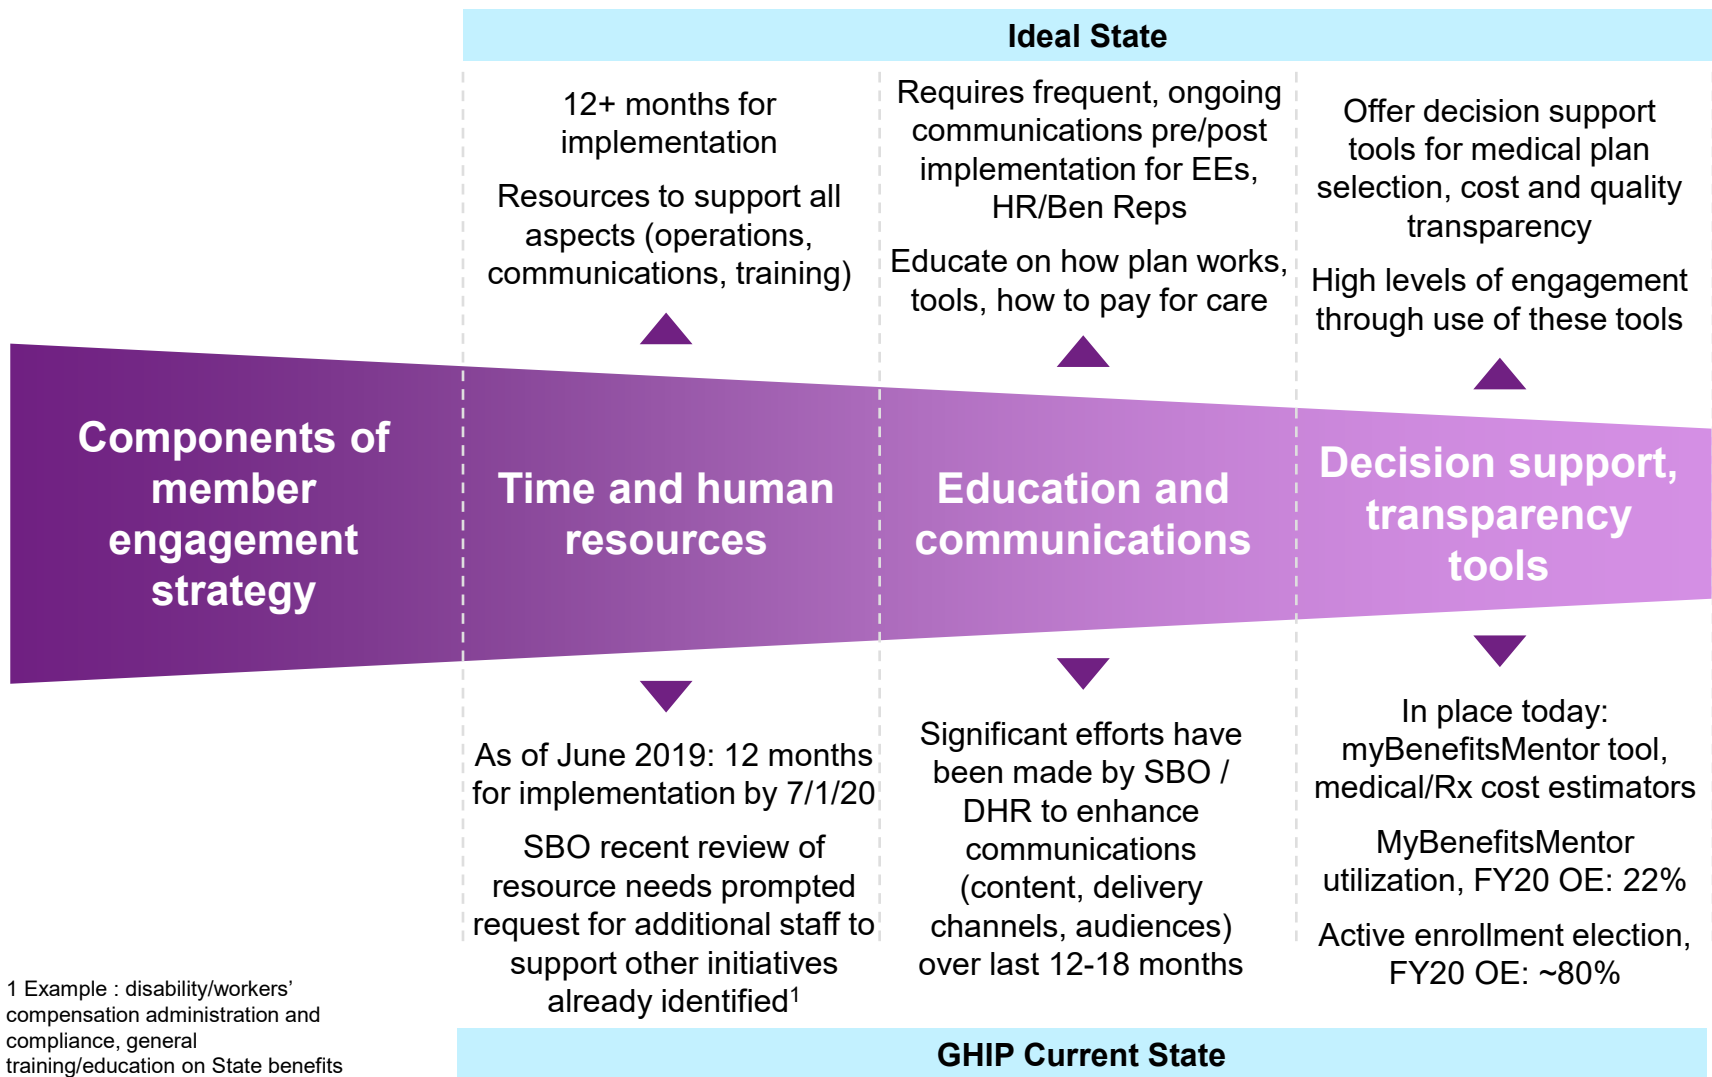 Ideal State
12+ months for
implementation
Resources to support all
aspects (operations,
communications, training)
Requires frequent, ongoing
communications pre/post
implementation for EEs,
HR/Ben Reps
Educate on how plan works,
tools, how to pay for care
Offer decision support
tools for medical plan
selection, cost and quality
transparency
High levels of engagement
through use of these tools
Components of
member
engagement
strategy
Time and human
resources
Education and
communications
Decision support,
transparency
tools
As of June 2019: 12 months
for implementation by 7/1/20
SBO recent review of
resource needs prompted
request for additional staff to
support other initiatives
already identified1
Significant efforts have
been made by SBO /
DHR to enhance
communications
(content, delivery
channels, audiences)
over last 12-18 months
In place today:
myBenefitsMentor tool,
medical/Rx cost estimators
MyBenefitsMentor
utilization, FY20 OE: 22%
Active enrollment election,
FY20 OE: ~80%
1 Example : disability/workers'
compensation administration and
compliance, general
training/education on State benefits
GHIP Current State